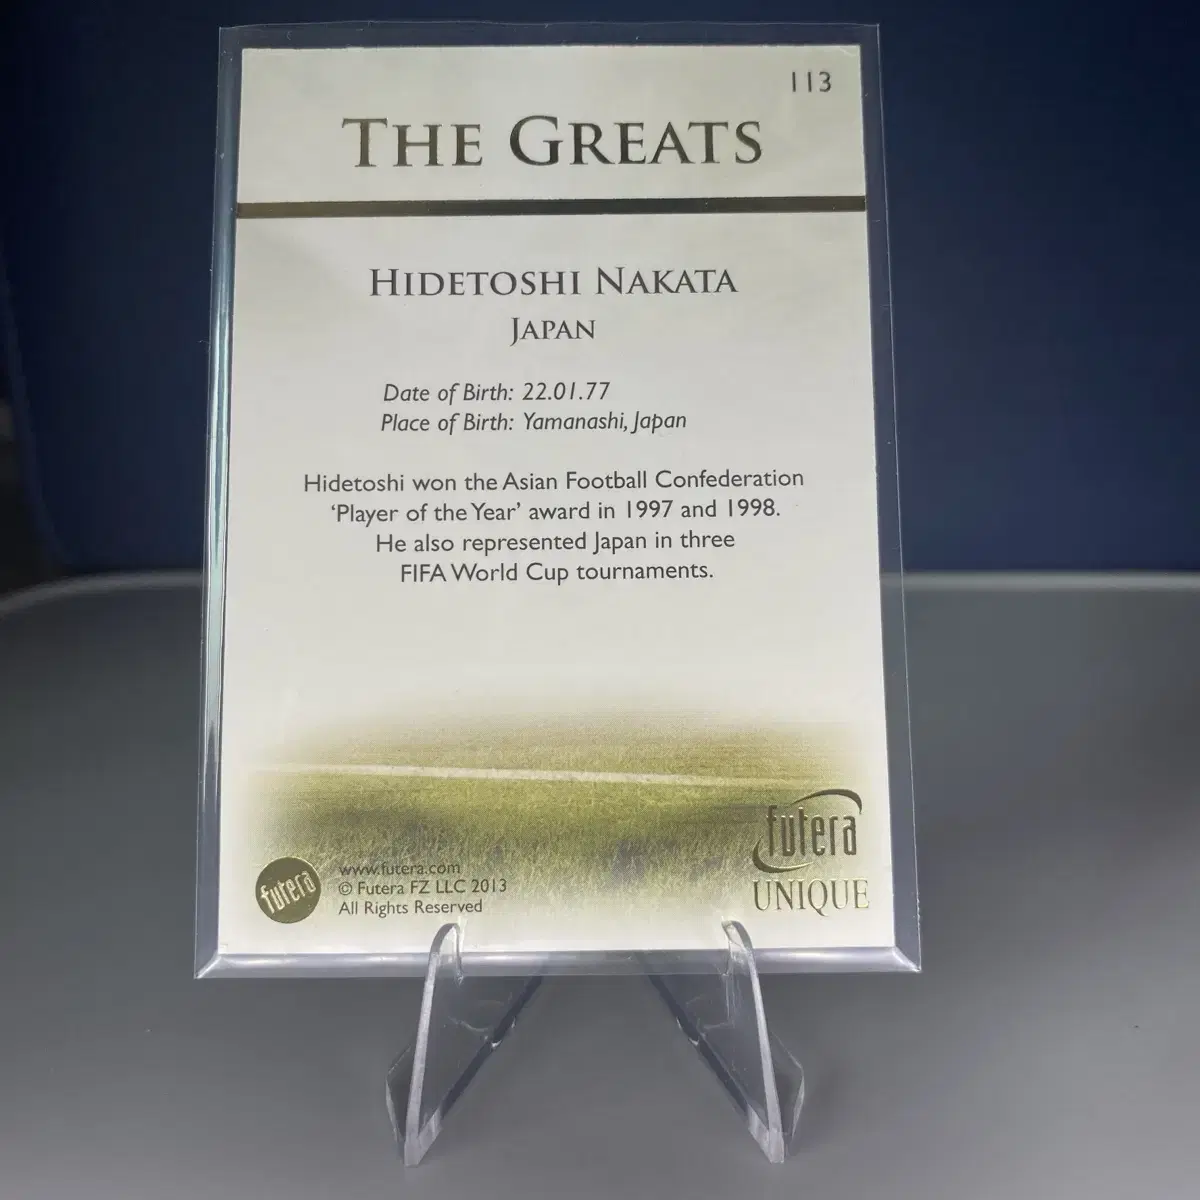 113
THE GREATS
HIDETOSHI NAKATA
JAPAN
Date of Birth: 22.01.77
Place of Birth: Yamanashi, Japan
Hidetoshi won the Asian Football Confederation
‘Player of the Year’ award in 1997 and 1998.
He also represented Japan in three
FIFA World Cup tournaments.
futera
www.futera.com
© Futera FZ LLC 2013
All Rights Reserved
futera
UNIQUE